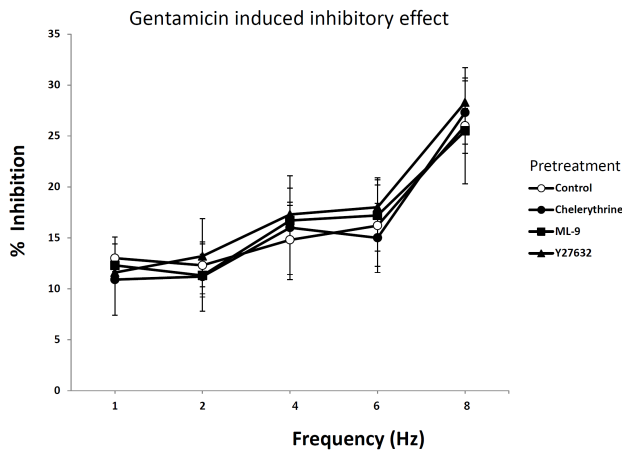 Gentamicin induced inhibitory effect
35
30
25
20
15
10
5
0
% Inhibition
1 2 4 6 8
Frequency (Hz)
Pretreatment
Control
Chelerythrine
ML-9
Y27632